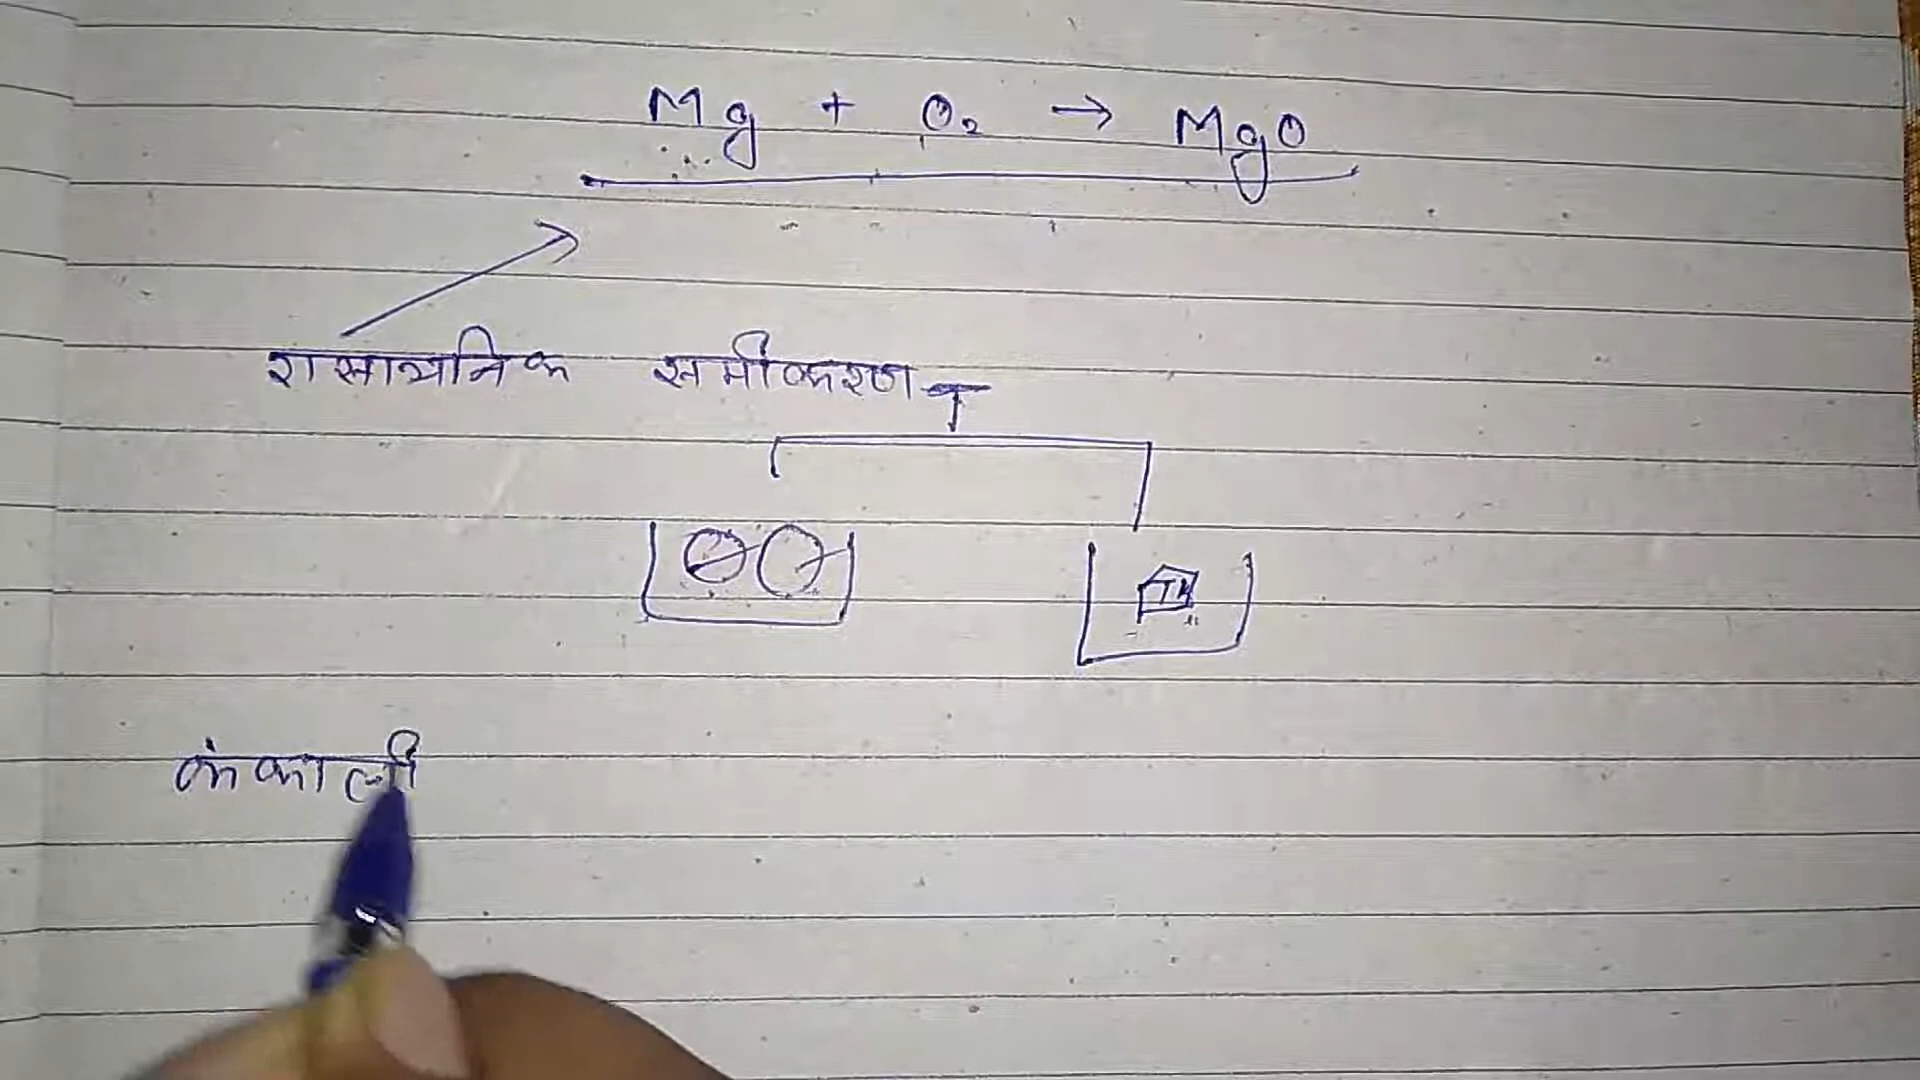 Mg + O₂ → MgO
रासायनिक समीकरण
कंकाली